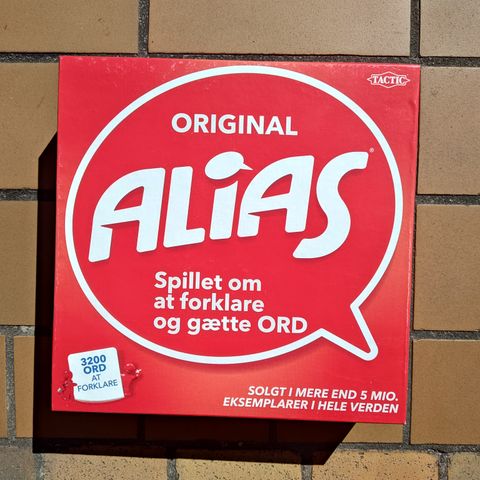 TACTIC
ORIGINAL
ALiAS®
Spillet om
at forklare
og gætte ORD
3200
ORD
AT
FORKLARE
SOLGT I MERE END 5 MIO.
EKSEMPLARER I HELE VERDEN